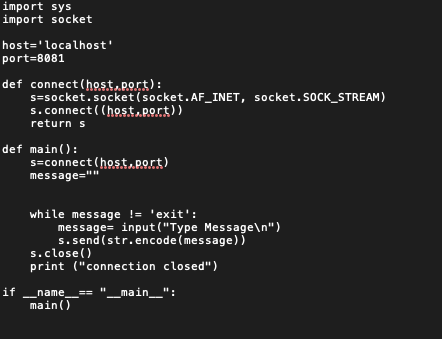 import sys
import socket
host='localhost'
port=8081
def connect(host,port):
s=socket.socket(socket.AF_INET, socket.SOCK_STREAM)
s.connect((host,port))
return s
def main():
s=connect(host,port)
message=""
while message != 'exit':
message= input("Type Message\n")
s.send(str.encode(message))
s.close()
print ("connection closed")
if __name__== "__main__":
main()